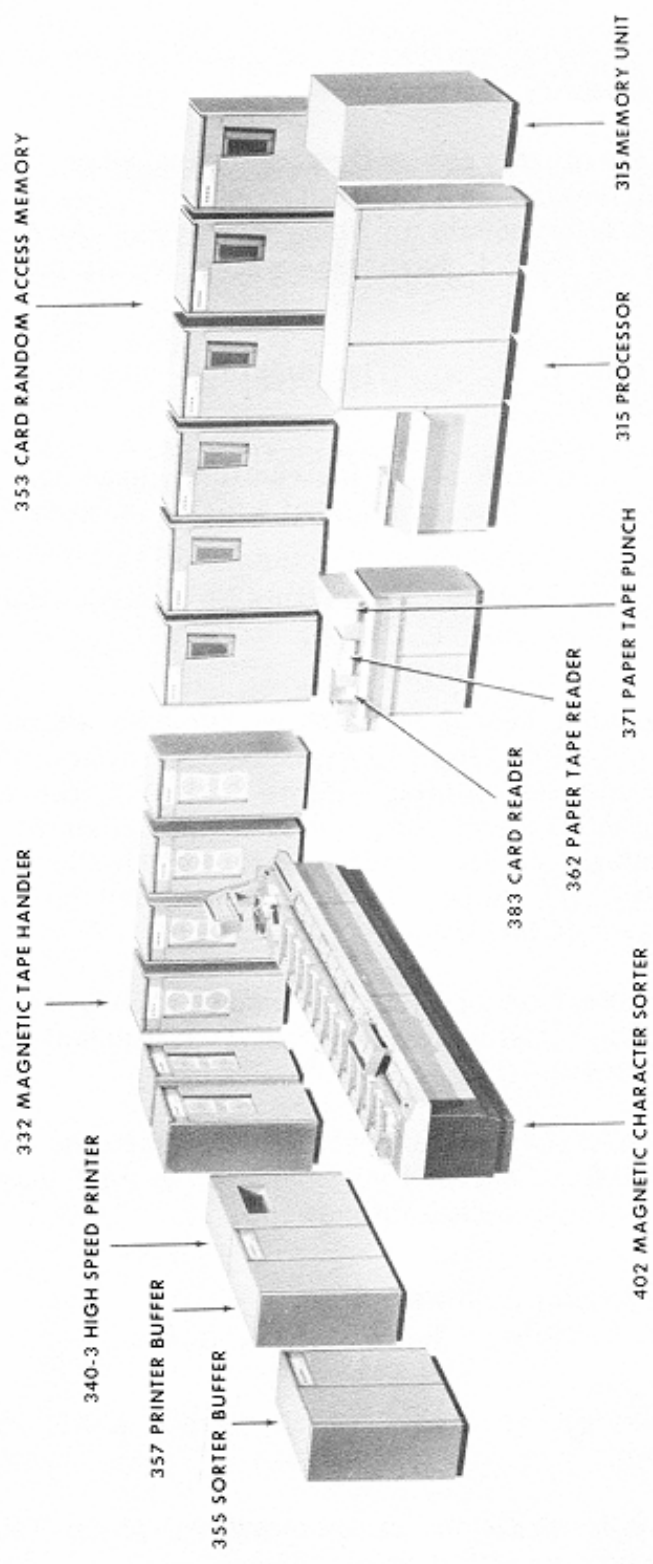 332 MAGNETIC TAPE HANDLER
353 CARD RANDOM ACCESS MEMORY
340-3 HIGH SPEED PRINTER
357 PRINTER BUFFER
355 SORTER BUFFER
383 CARD READER
362 PAPER TAPE READER
371 PAPER TAPE PUNCH
315 PROCESSOR
315 MEMORY UNIT
402 MAGNETIC CHARACTER SORTER